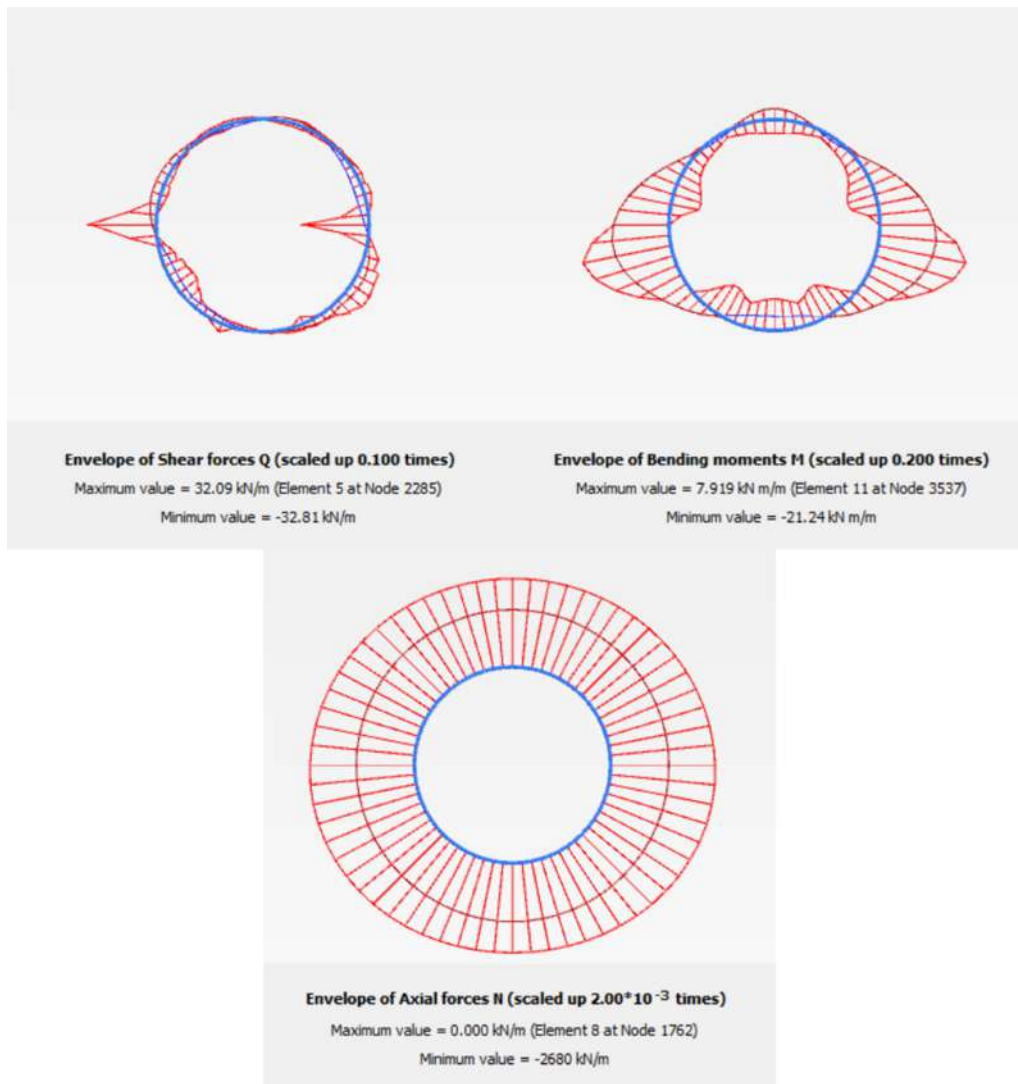 Envelope of Shear forces Q (scaled up 0.100 times)
Maximum value = 32.09 kN/m (Element 5 at Node 2285)
Minimum value = -32.81 kN/m
Envelope of Bending moments M (scaled up 0.200 times)
Maximum value = 7.919 kN m/m (Element 11 at Node 3537)
Minimum value = -21.24 kN m/m
Envelope of Axial forces N (scaled up 2.00*10⁻³ times)
Maximum value = 0.000 kN/m (Element 8 at Node 1762)
Minimum value = -2680 kN/m